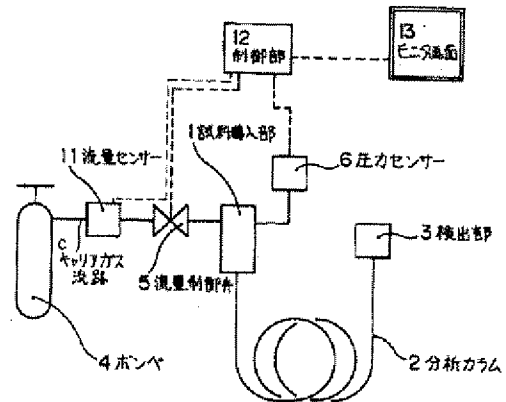 12
制御部
13
モニタ画面
1試料導入部
11流量センサー
6圧力センサー
3検出部
C
キャリアガス
流路
5流量制御弁
4ボンベ
2分析カラム